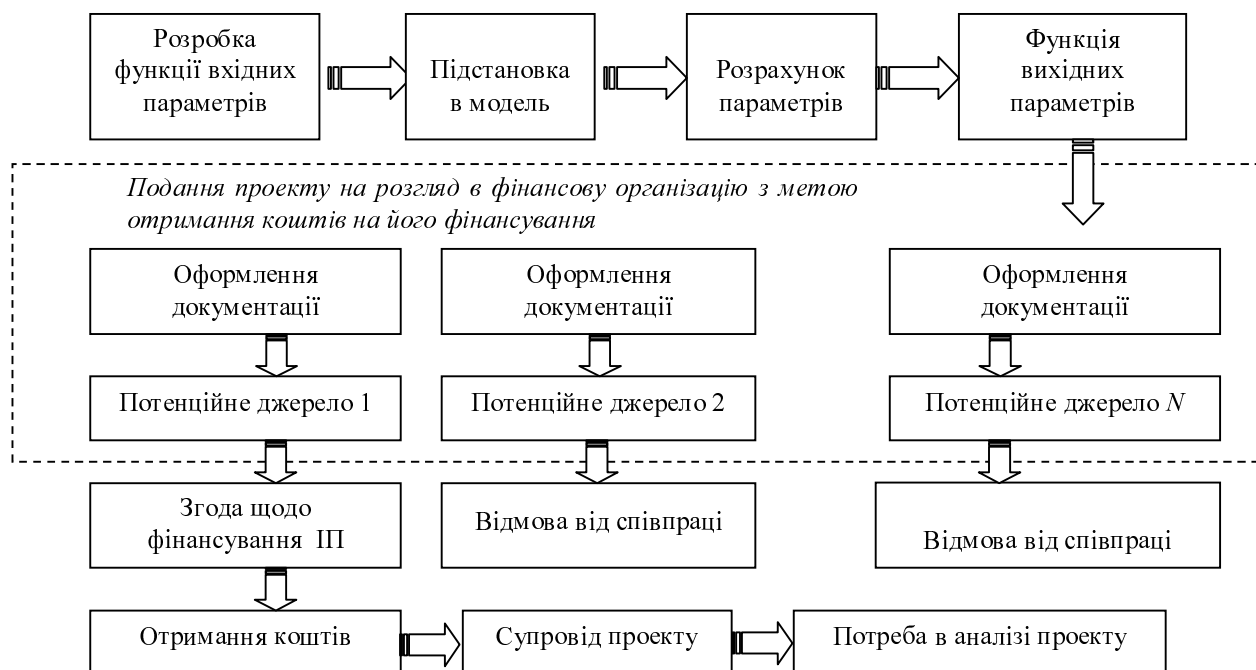 Розробка
функції вхідних
параметрів
Підстановка
в модель
Розрахунок
параметрів
Функція
вихідних
параметрів
Подання проекту на розгляд в фінансову організацію з метою
отримання коштів на його фінансування
Оформлення
документації
Оформлення
документації
Оформлення
документації
Потенційне джерело 1
Потенційне джерело 2
Потенційне джерело N
Згода щодо
фінансування ІП
Відмова від співпраці
Відмова від співпраці
Отримання коштів
Супровід проекту
Потреба в аналізі проекту